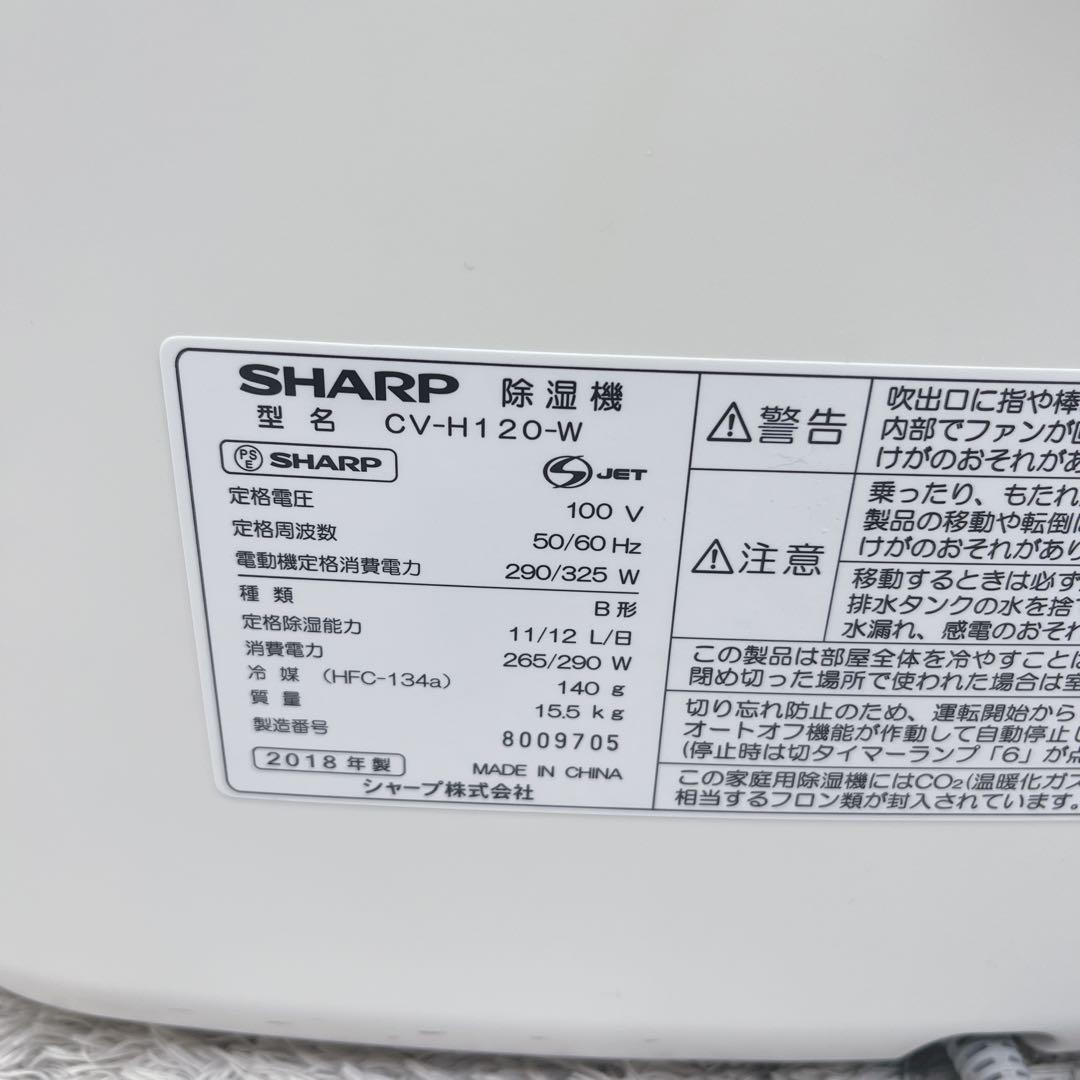 SHARP 除湿機
型名 CV-H120-W
PS E SHARP S JET
定格電圧 100 V
定格周波数 50/60 Hz
電動機定格消費電力 290/325 W
種類 B形
定格除湿能力 11/12 L/日
消費電力 265/290 W
冷媒 (HFC-134a) 140 g
質量 15.5 kg
製造番号 8009705
2018年製 MADE IN CHINA
シャープ株式会社
⚠警告
吹出口に指や棒
内部でファンが
けがのおそれがあ
⚠注意
乗ったり、もたれ
製品の移動や転倒
けがのおそれがあり
移動するときは必ず
排水タンクの水を捨て
水漏れ、感電のおそれ
この製品は部屋全体を冷やすことは
閉め切った場所で使われた場合は室
切り忘れ防止のため、運転開始から
オートオフ機能が作動して自動停止し
(停止時は切タイマーランプ「6」が点
この家庭用除湿機にはCO₂(温暖化ガス
相当するフロン類が封入されています。